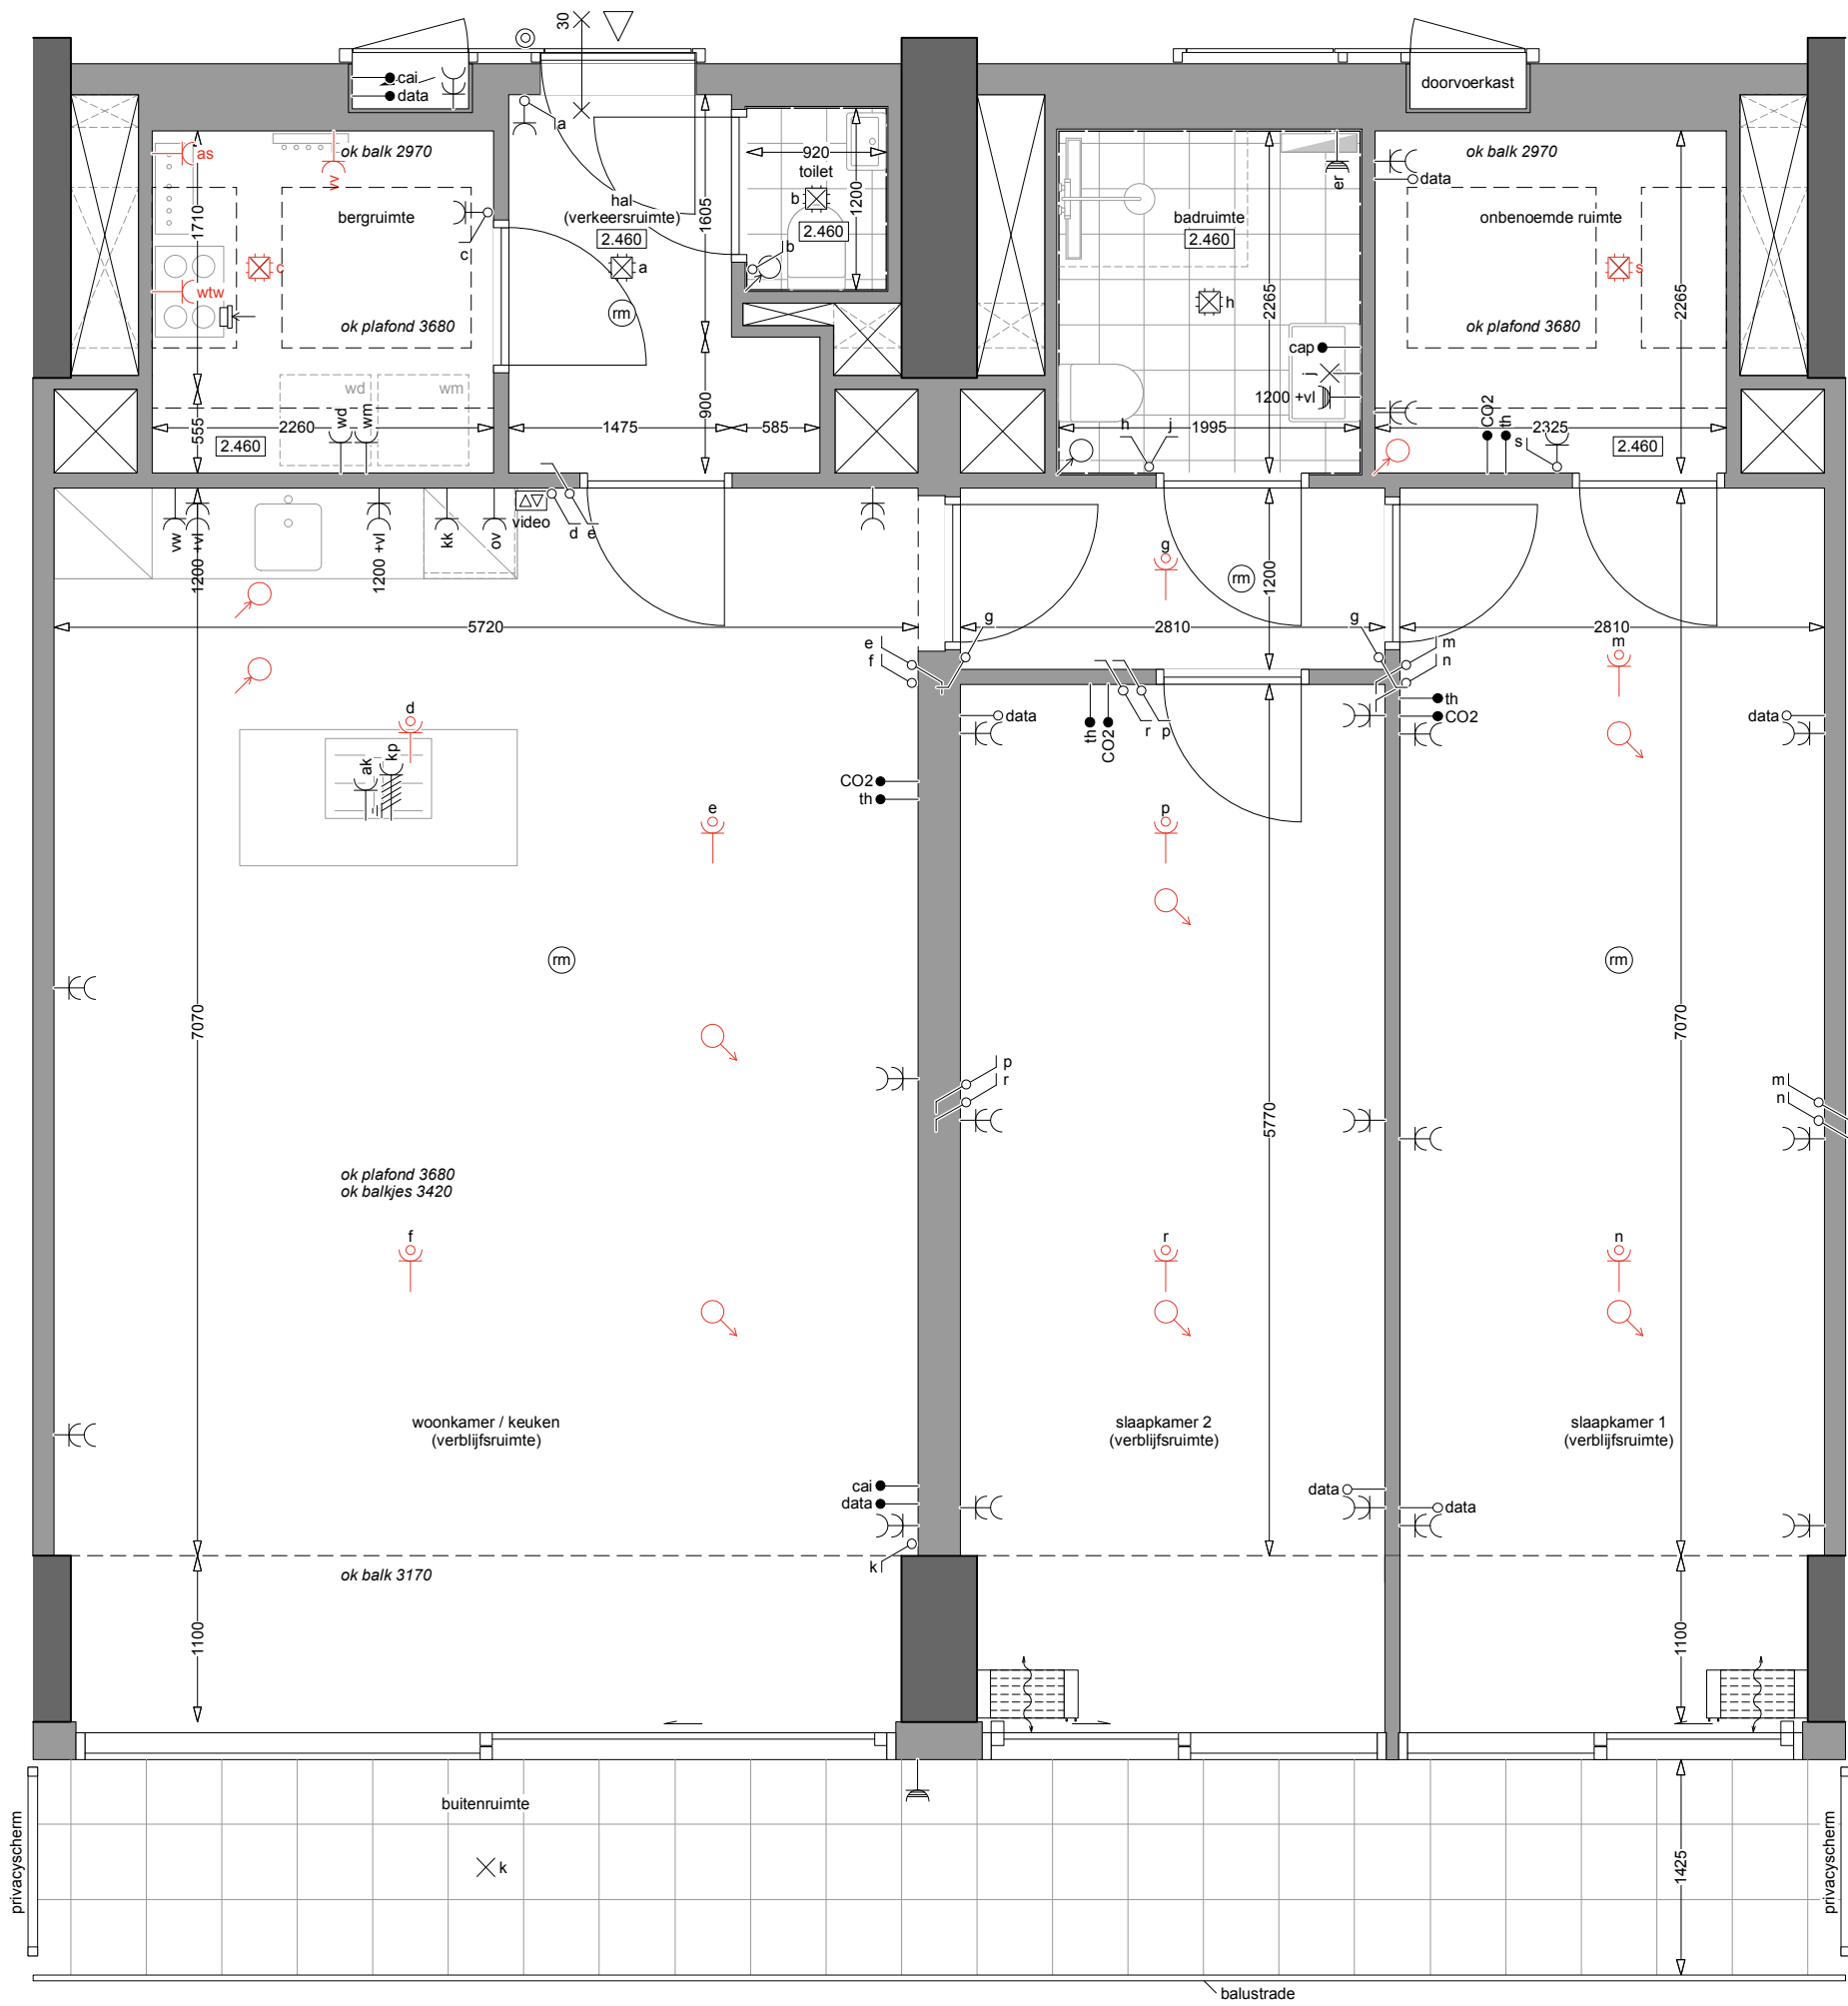 30
cai
data
a
doorvoerkast
as
vv
ok balk 2970
bergruimte
1710
c
c
wtw
ok plafond 3680
hal
(verkeersruimte)
2.460
a
rm
1605
920
toilet
b
1200
2.460
b
badruimte
2.460
h
2265
er
cap
j
1200 +vl
h
j
1995
ok balk 2970
data
onbenoemde ruimte
s
ok plafond 3680
2265
CO2
th
s
2325
2.460
555
2260
2.460
wd
wm
wd
wm
1475
900
585
vw
1200 +vl
1200 +vl
kk
ov
video
d
e
5720
g
rm
1200
g
2810
g
2810
m
m
n
e
f
th
CO2
data
data
th
CO2
r
p
d
ak
kp
CO2
th
e
p
rm
rm
7070
5770
7070
p
r
m
n
ok plafond 3680
ok balkjes 3420
f
r
n
woonkamer / keuken
(verblijfsruimte)
slaapkamer 2
(verblijfsruimte)
slaapkamer 1
(verblijfsruimte)
cai
data
data
data
k
ok balk 3170
1100
1100
buitenruimte
k
privacyscherm
privacyscherm
1425
balustrade